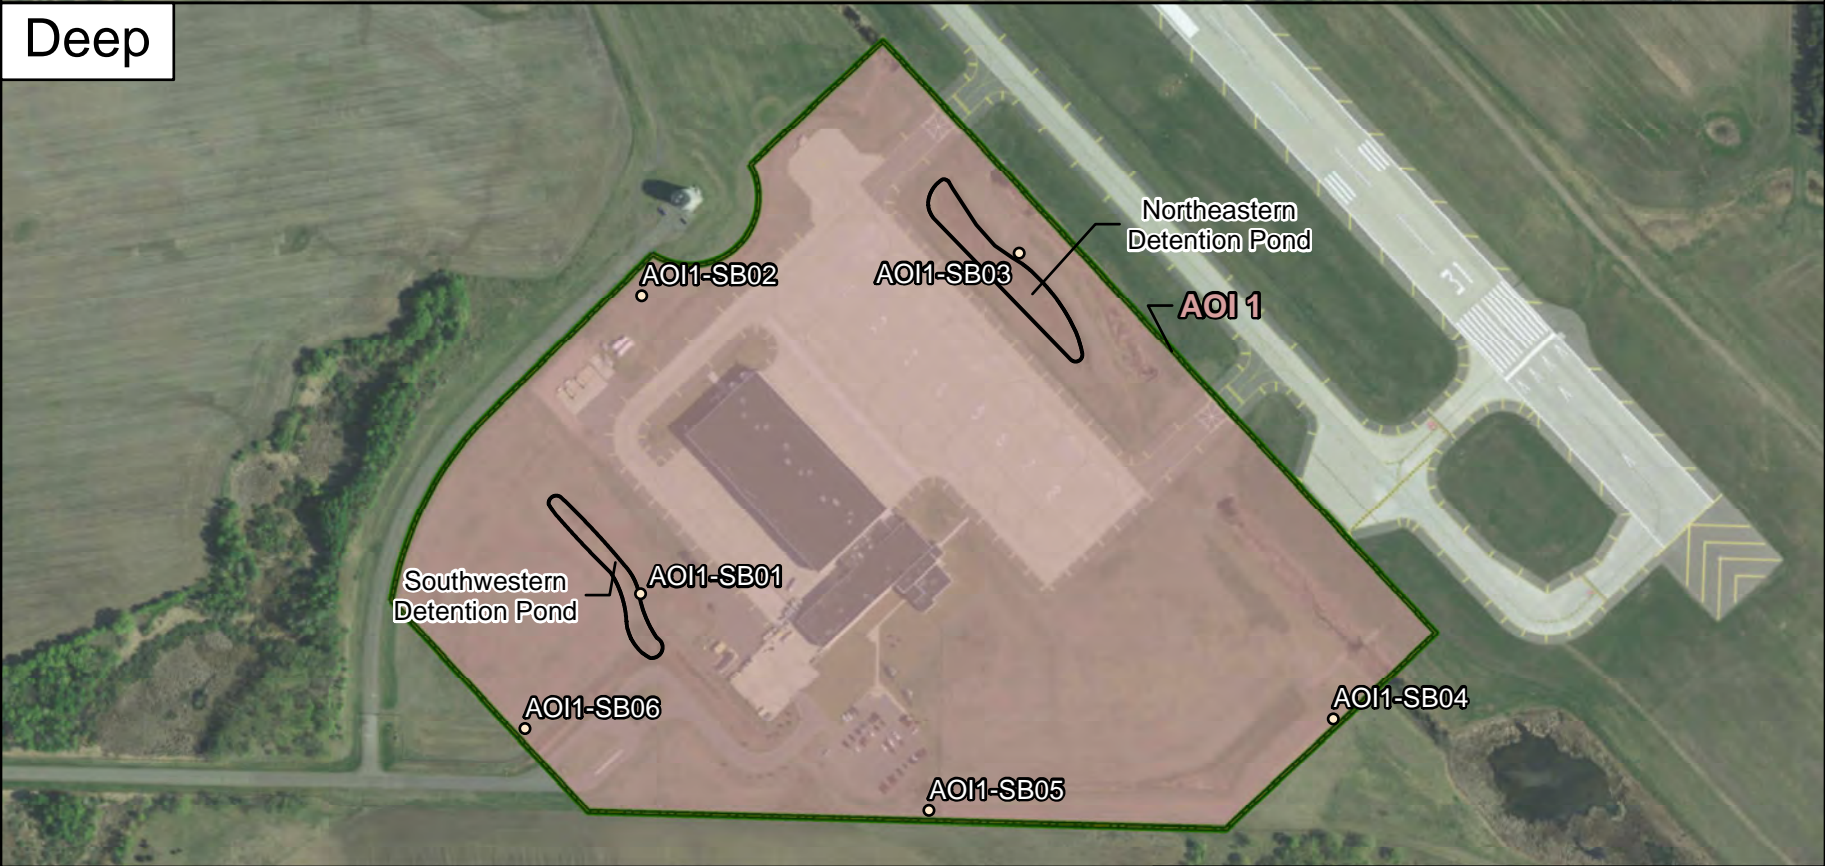 Deep
Northeastern
Detention Pond
AOI1-SB02
AOI1-SB03
AOI 1
31
Southwestern
Detention Pond
AOI1-SB01
AOI1-SB06
AOI1-SB04
AOI1-SB05